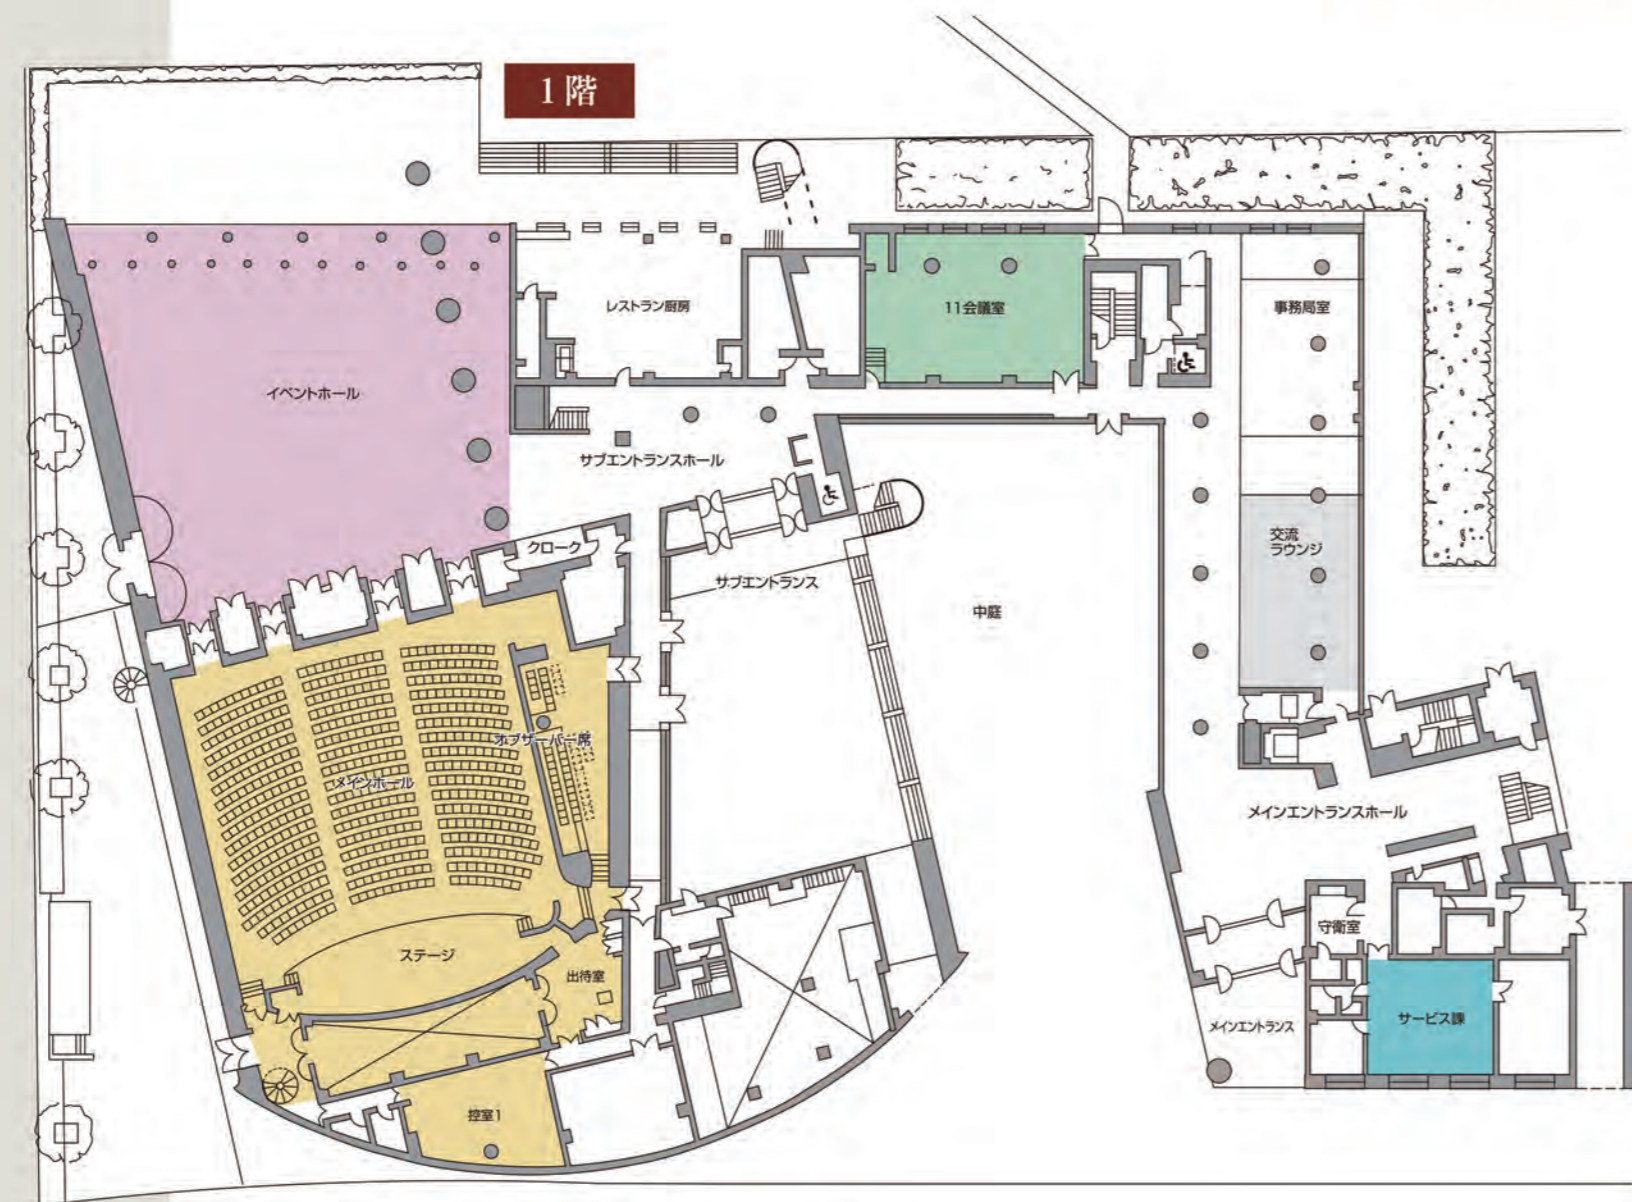 1階
レストラン厨房
11会議室
事務局室
イベントホール
サブエントランスホール
クローク
サブエントランス
交流
ラウンジ
中庭
オブザーバー席
メインホール
メインエントランスホール
ステージ
出待室
守衛室
メインエントランス
サービス課
控室1